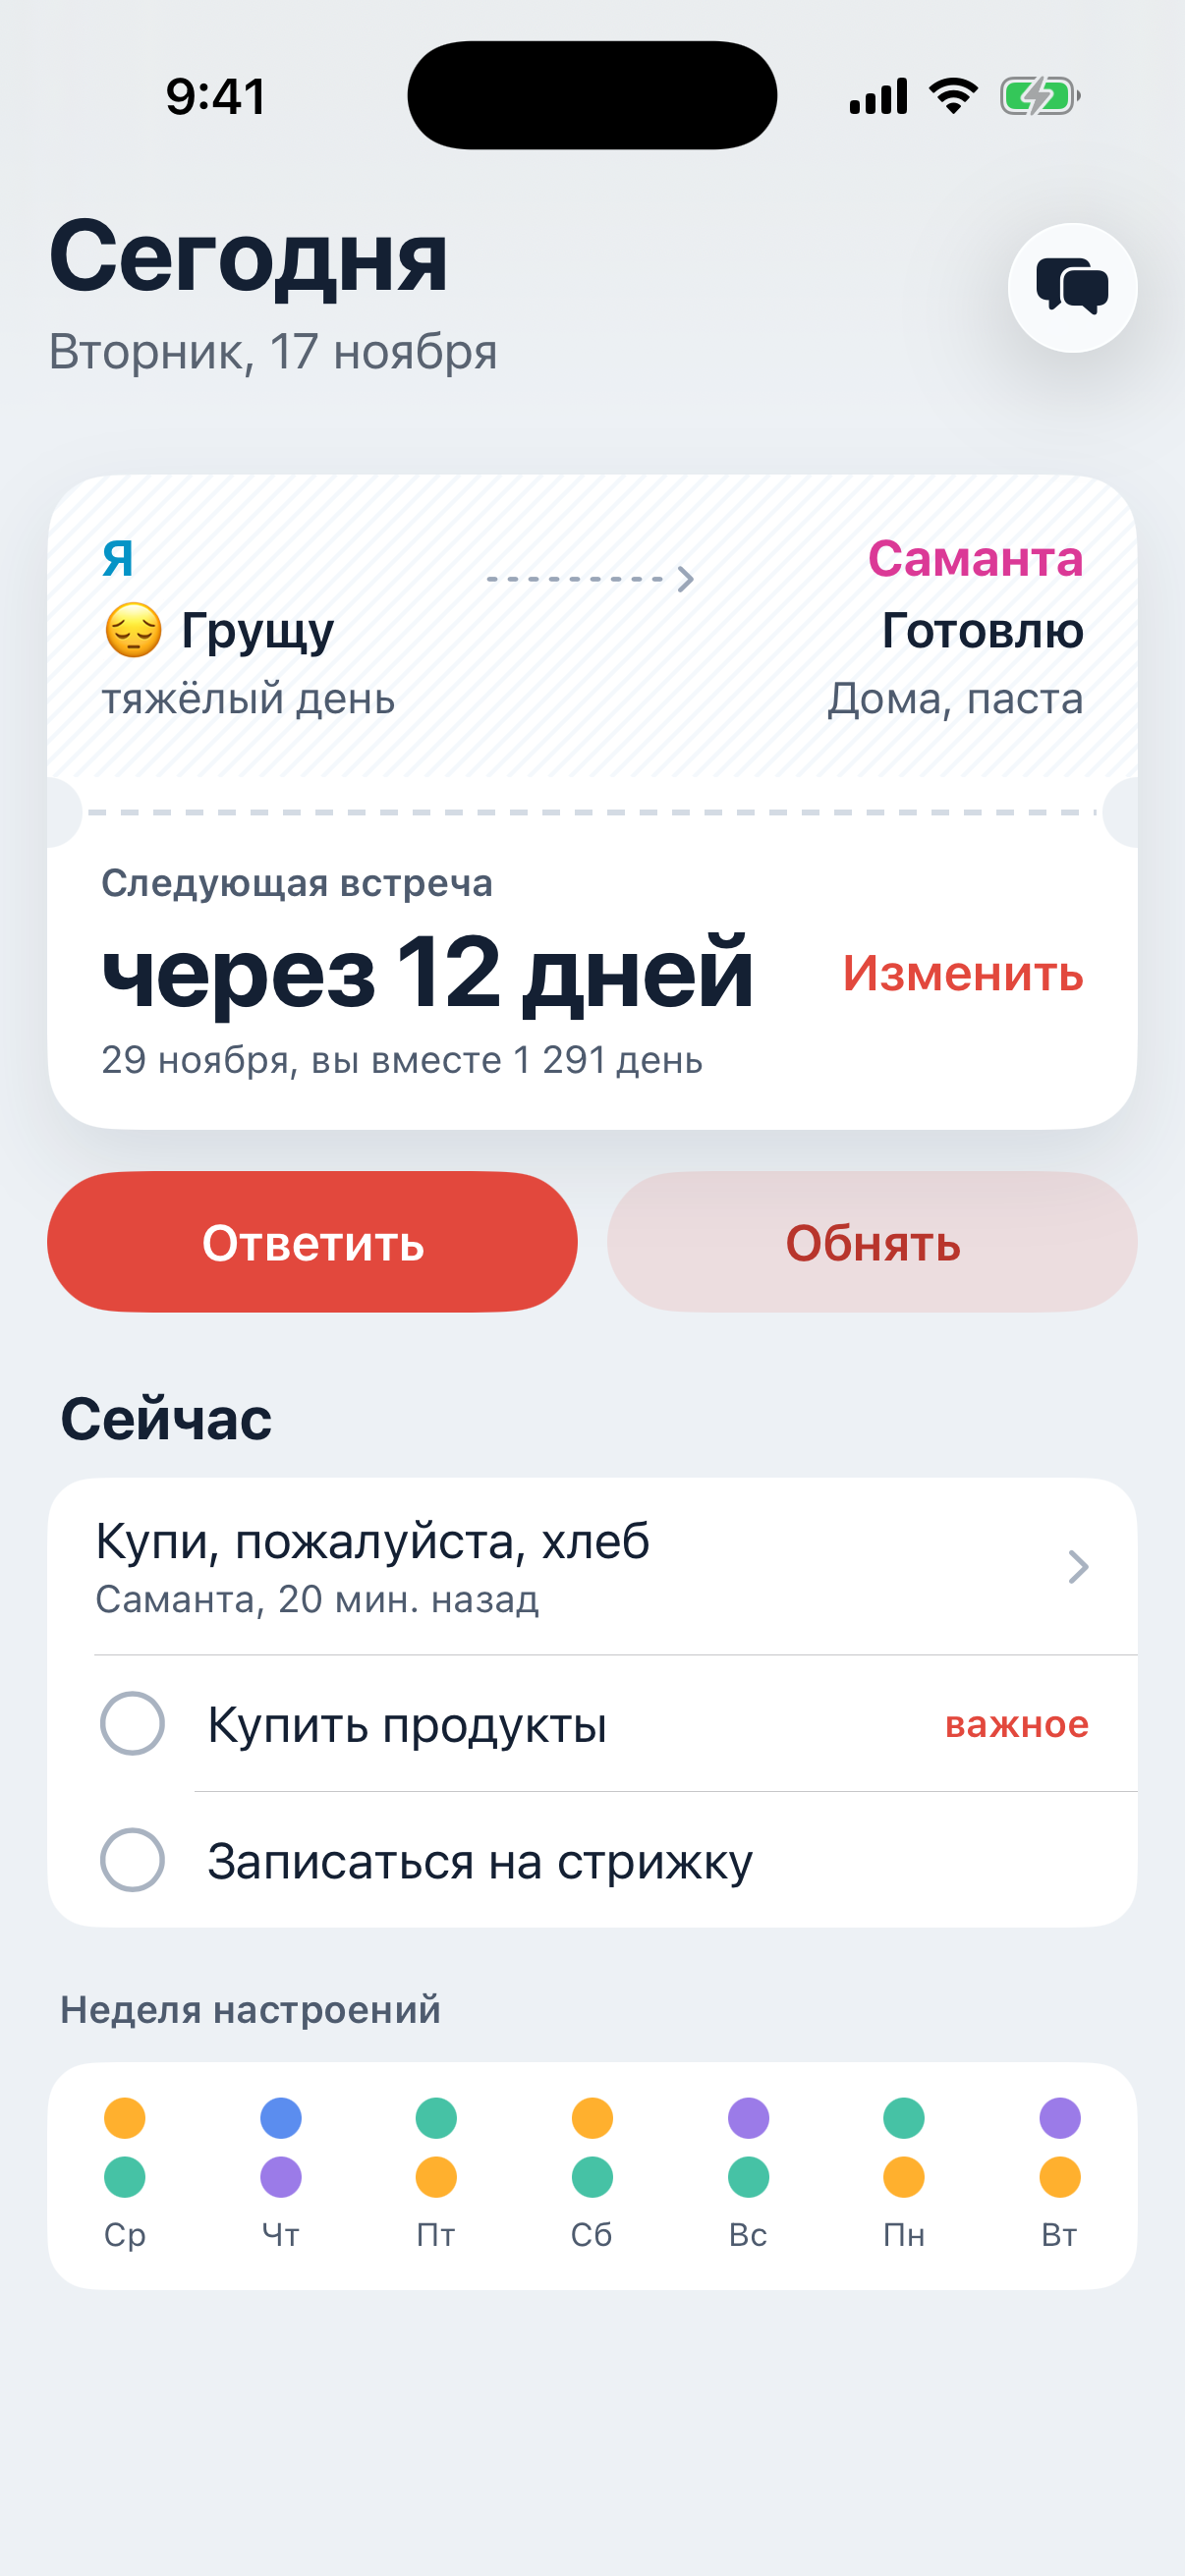 9:41
Сегодня
Вторник, 17 ноября
Я
Саманта
😔 Грущу
Готовлю
тяжёлый день
Дома, паста
Следующая встреча
через 12 дней
Изменить
29 ноября, вы вместе 1 291 день
Ответить
Обнять
Сейчас
Купи, пожалуйста, хлеб
Саманта, 20 мин. назад
Купить продукты
важное
Записаться на стрижку
Неделя настроений
Ср Чт Пт Сб Вс Пн Вт